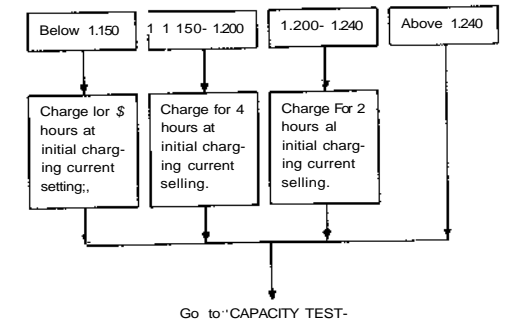 Below 1.150
1 1 150- 1.200
1.200- 1.240
Above 1.240
Charge lor $
hours at
initial charg-
ing current
setting;,
Charge for 4
hours at
initial charg-
ing current
selling.
Charge For 2
hours al
initial charg-
ing current
selling.
Go to·'CAPACITY TEST-